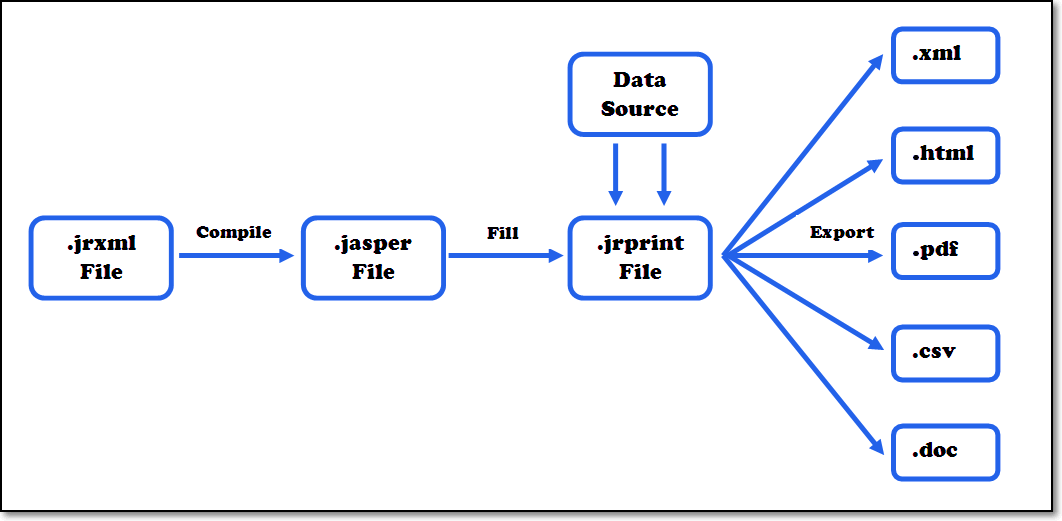 .jrxml
File
Compile
.jasper
File
Fill
Data
Source
.jrprint
File
Export
.xml
.html
.pdf
.csv
.doc